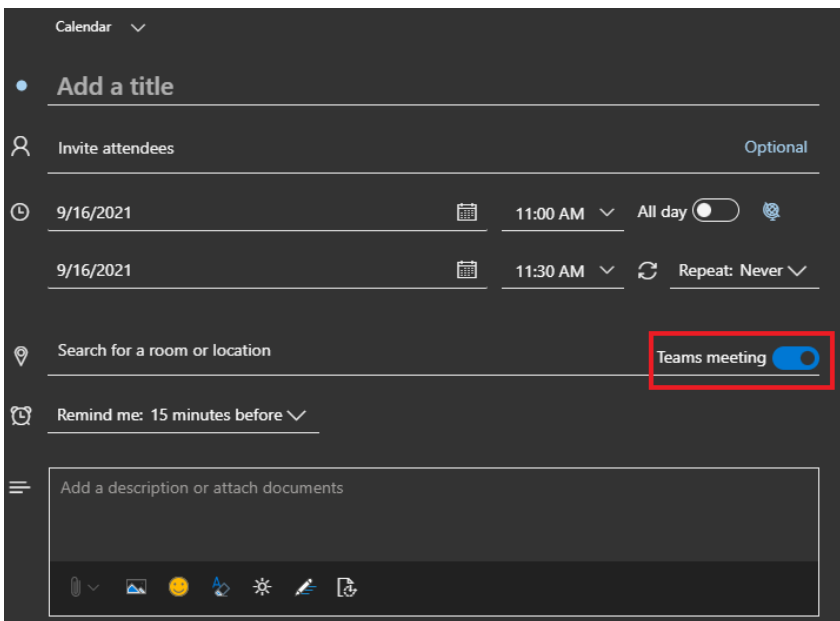 Calendar
Add a title
Invite attendees Optional
9/16/2021 11:00 AM All day
9/16/2021 11:30 AM Repeat: Never
Search for a room or location Teams meeting
Remind me: 15 minutes before
Add a description or attach documents